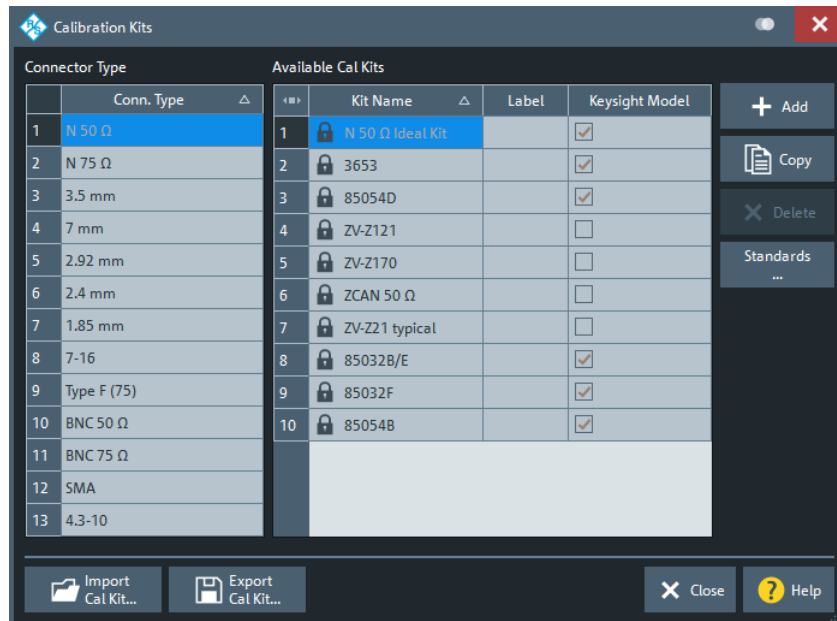 Calibration Kits
Connector Type
Available Cal Kits
Conn. Type
1 N 50 Ω
2 N 75 Ω
3 3.5 mm
4 7 mm
5 2.92 mm
6 2.4 mm
7 1.85 mm
8 7-16
9 Type F (75)
10 BNC 50 Ω
11 BNC 75 Ω
12 SMA
13 4.3-10
Kit Name Label Keysight Model
1 N 50 Ω Ideal Kit
2 3653
3 85054D
4 ZV-Z121
5 ZV-Z170
6 ZCAN 50 Ω
7 ZV-Z21 typical
8 85032B/E
9 85032F
10 85054B
Add
Copy
Delete
Standards
...
Import
Cal Kit...
Export
Cal Kit...
Close
? Help